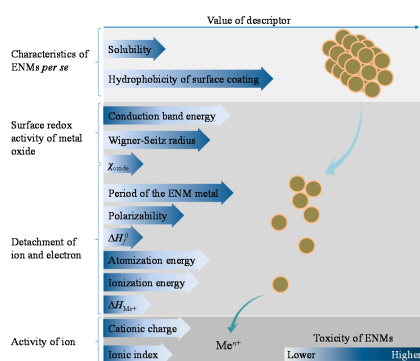 Value of descriptor
Characteristics of
ENMs per se
Solubility
Hydrophobicity of surface coating
Surface redox
activity of metal
oxide
Conduction band energy
Wigner-Seitz radius
χoxide
Detachment of
ion and electron
Period of the ENM metal
Polarizability
ΔHf0
Atomization energy
Ionization energy
ΔHMe+
Activity of ion
Cationic charge
Ionic index
Men+
Toxicity of ENMs
Lower
Higher